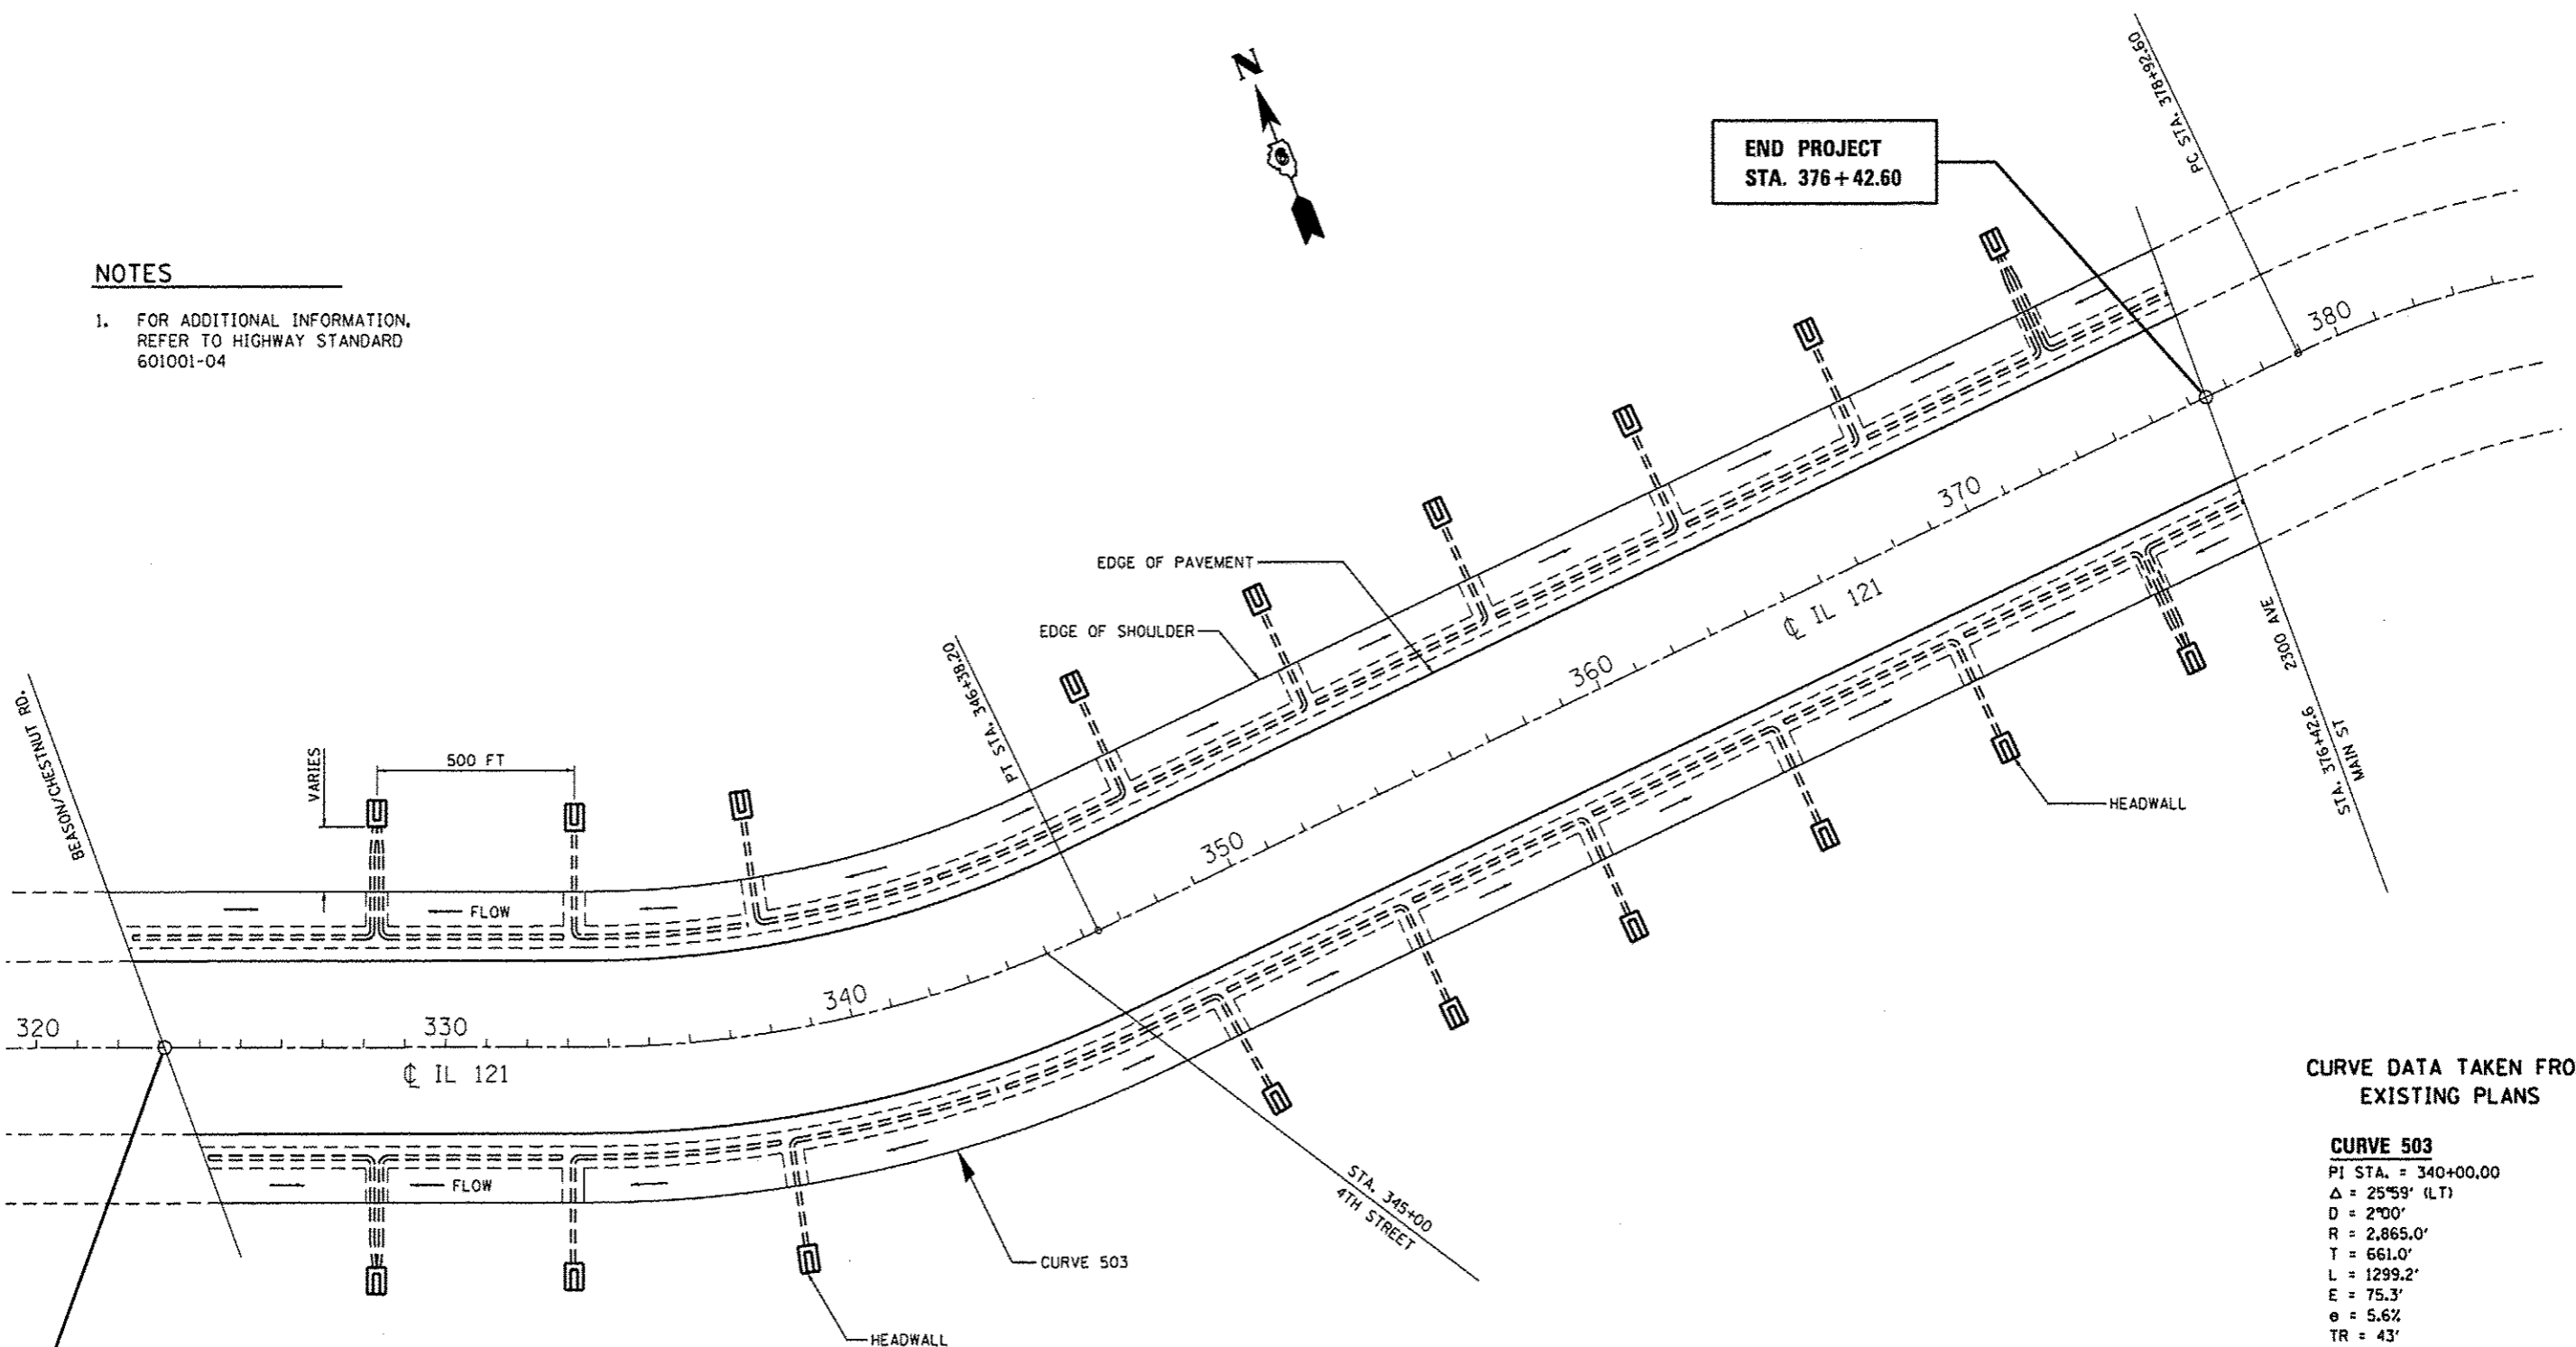 N
PC STA. 378+92.60
END PROJECT
STA. 376+42.60
NOTES
1. FOR ADDITIONAL INFORMATION,
REFER TO HIGHWAY STANDARD
601001-04
380
370
℄ IL 121
360
350
340
330
320
EDGE OF PAVEMENT
EDGE OF SHOULDER
PT STA. 346+38.20
BEASON/CHESTNUT RD.
VARIES
500 FT
FLOW
℄ IL 121
FLOW
2300 AVE
STA. 376+42.6
MAIN ST
HEADWALL
STA. 345+00
4TH STREET
CURVE 503
HEADWALL
CURVE DATA TAKEN FRO
EXISTING PLANS
CURVE 503
PI STA. = 340+00.00
Δ = 25°59' (LT)
D = 2°00'
R = 2,865.0'
T = 661.0'
L = 1299.2'
E = 75.3'
e = 5.6%
TR = 43'